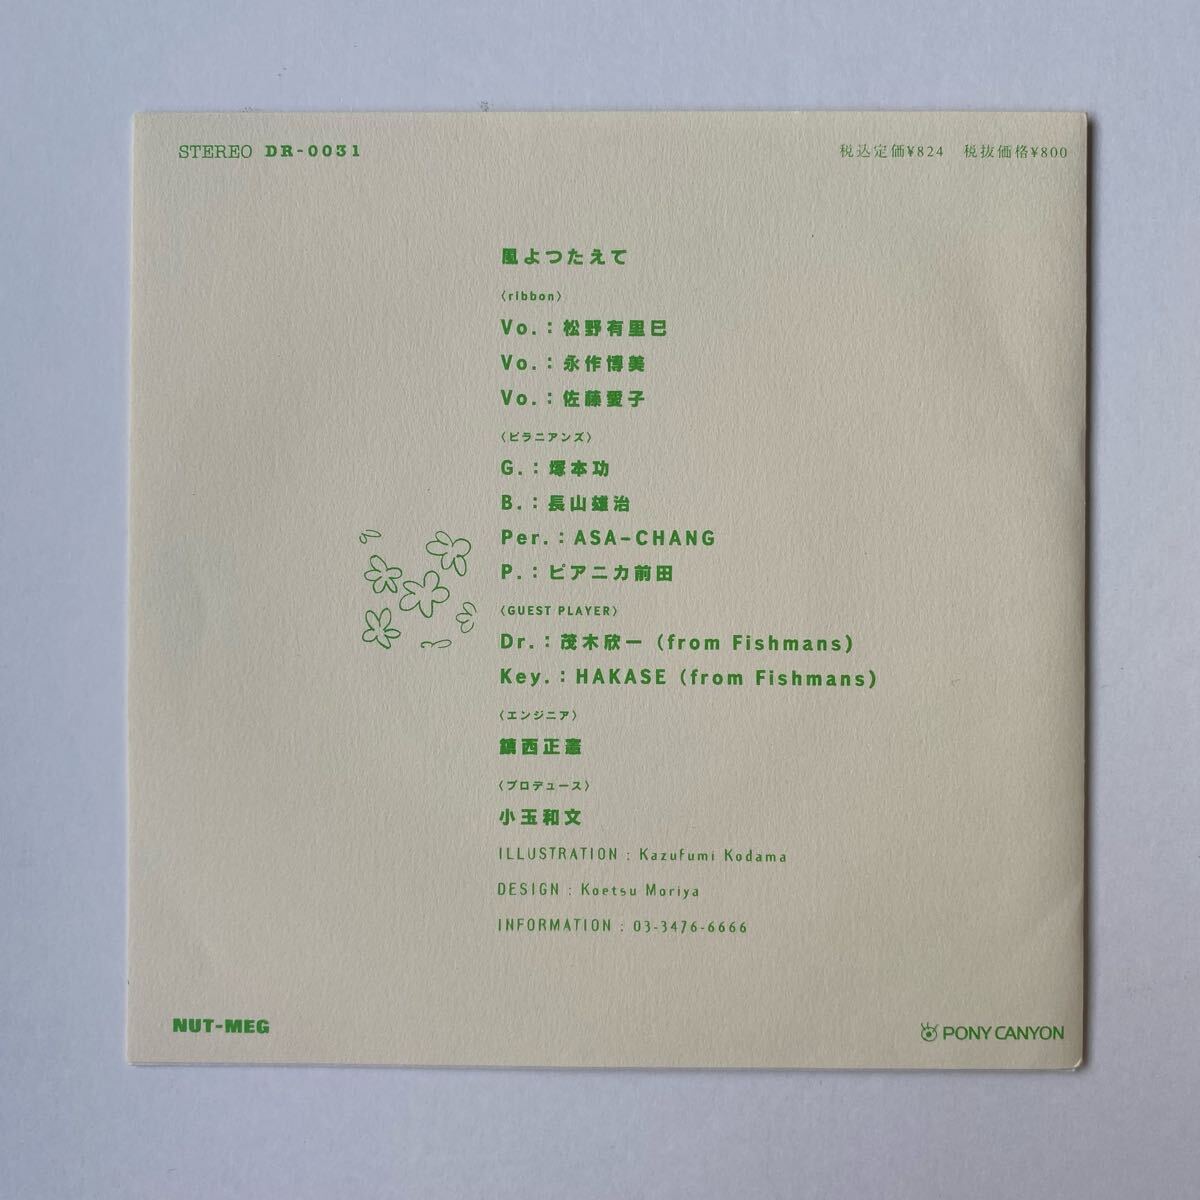 STEREO DR-0031
税込定価¥824 税抜価格¥800
風よつたえて
〈ribbon〉
Vo.：松野有里巳
Vo.：永作博美
Vo.：佐藤愛子
〈ピラニアンズ〉
G.：塚本功
B.：長山雄治
Per.：ASA-CHANG
P.：ピアニカ前田
〈GUEST PLAYER〉
Dr.：茂木欣一（from Fishmans）
Key.：HAKASE（from Fishmans）
〈エンジニア〉
鎮西正憲
〈プロデュース〉
小玉和文
ILLUSTRATION : Kazufumi Kodama
DESIGN : Koetsu Moriya
INFORMATION : 03-3476-6666
NUT-MEG
PONY CANYON